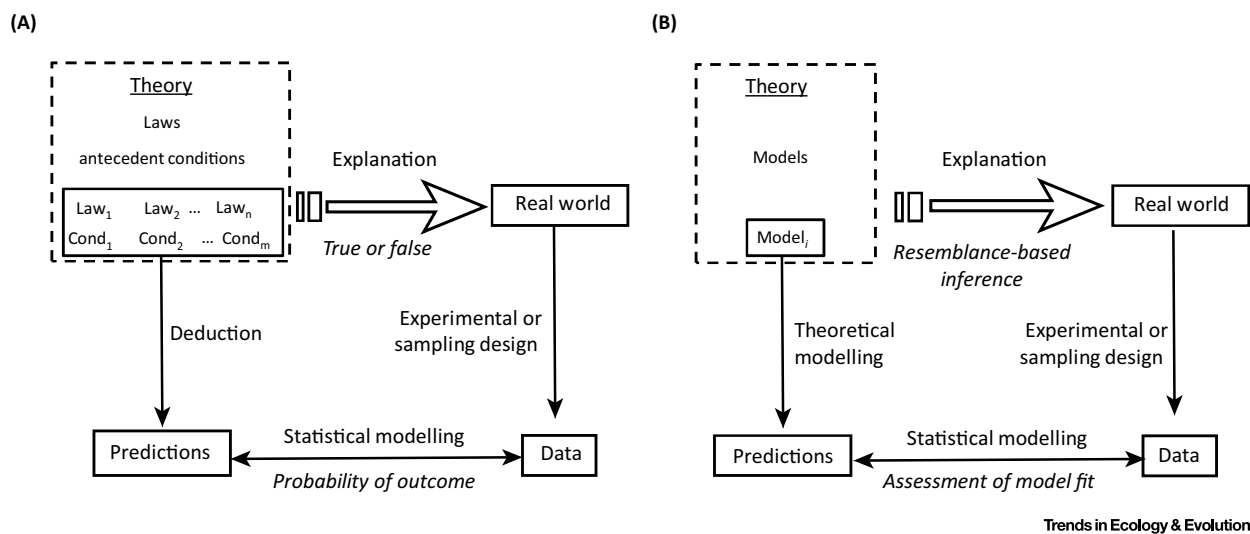 (A)
Theory
Laws
antecedent conditions
Law₁ Law₂ ... Lawₙ
Cond₁ Cond₂ ... Condₘ
Explanation
True or false
Real world
Deduction
Experimental or
sampling design
Predictions
Statistical modelling
Probability of outcome
Data
(B)
Theory
Models
Modelᵢ
Explanation
Resemblance-based
inference
Real world
Theoretical
modelling
Experimental or
sampling design
Predictions
Statistical modelling
Assessment of model fit
Data
Trends in Ecology & Evolution